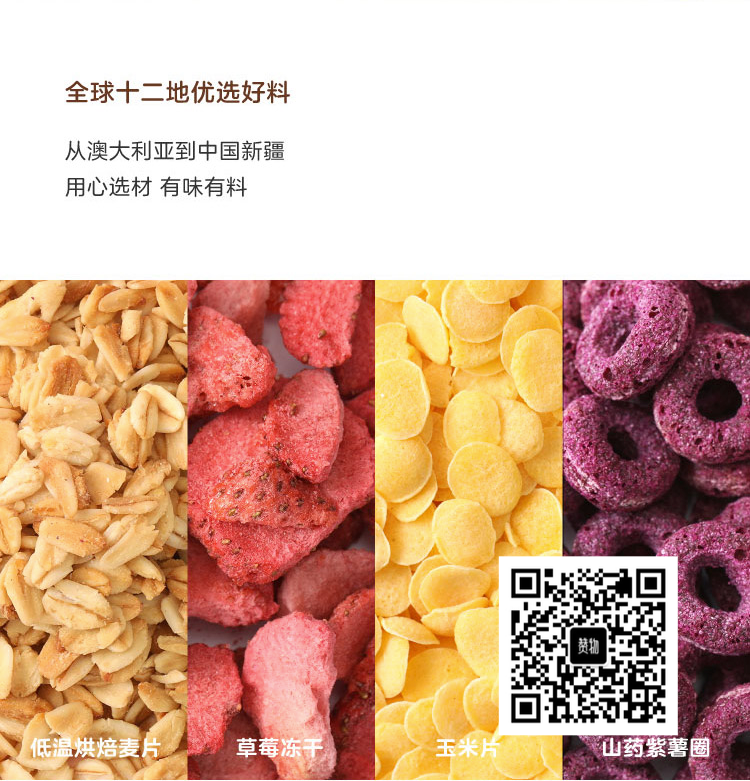 全球十二地优选好料
从澳大利亚到中国新疆
用心选材 有味有料
赞物
低温烘焙麦片
草莓冻干
玉米片
山药紫薯圈